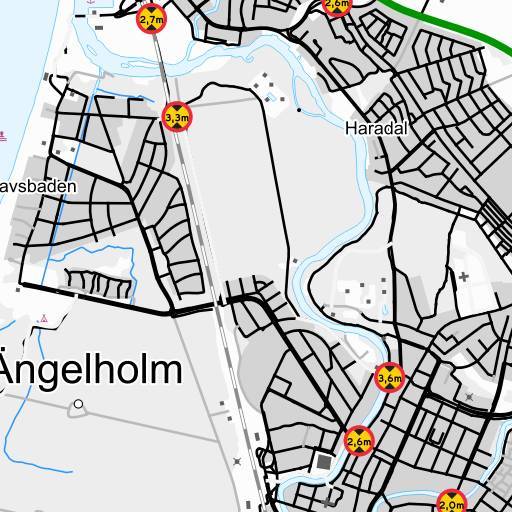 2,6m
2,7m
3,3m
Haradal
avsbaden
Ängelholm
3,6m
2,6m
2,0m